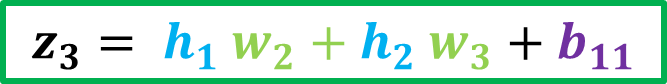 z₃ = h₁ w₂ + h₂ w₃ + b₁₁